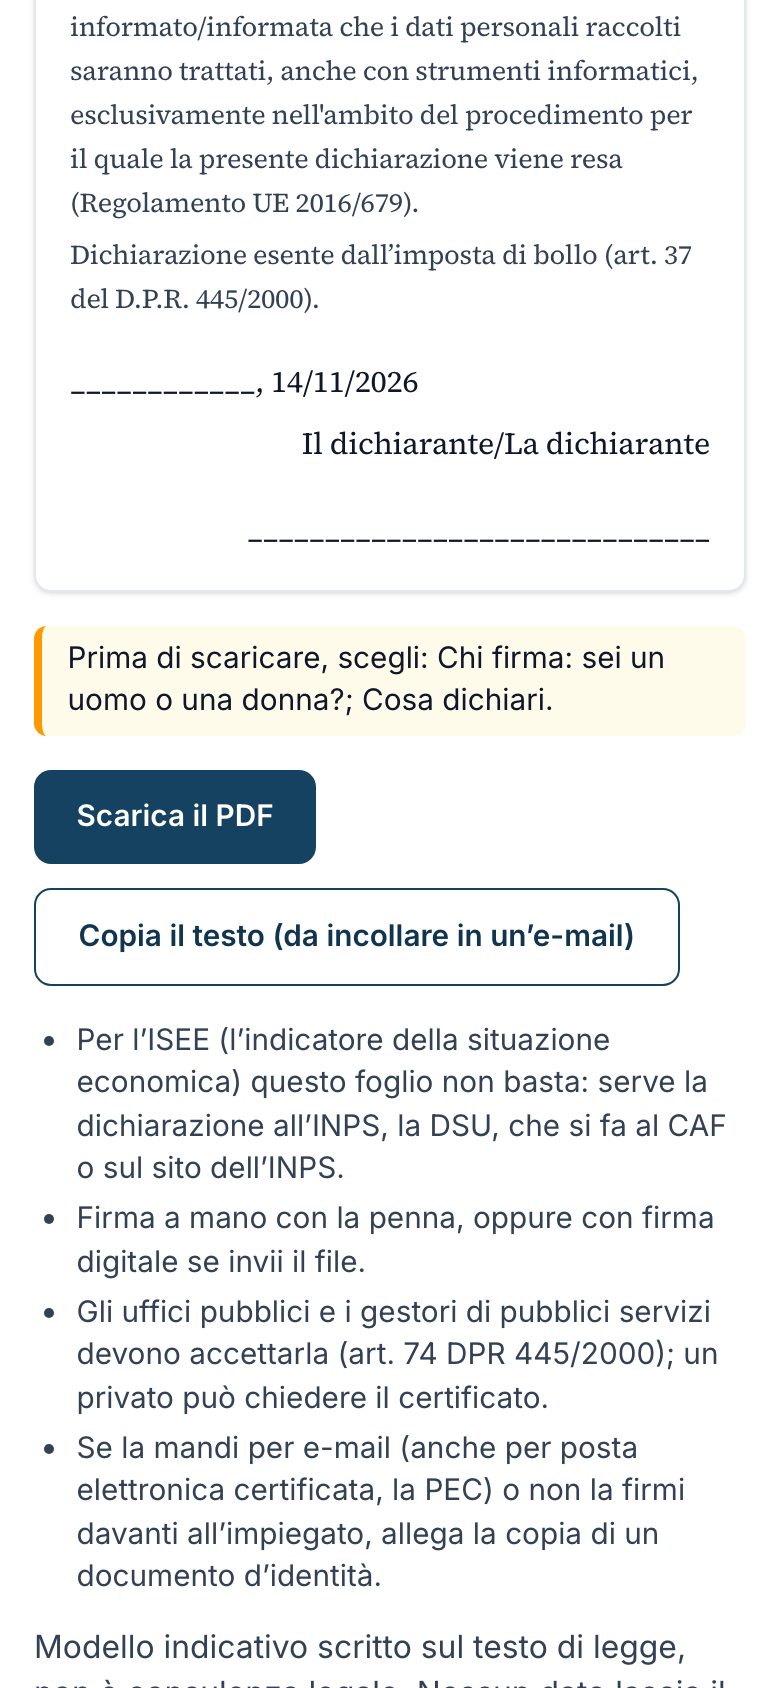 informato/informata che i dati personali raccolti
saranno trattati, anche con strumenti informatici,
esclusivamente nell'ambito del procedimento per
il quale la presente dichiarazione viene resa
(Regolamento UE 2016/679).
Dichiarazione esente dall’imposta di bollo (art. 37
del D.P.R. 445/2000).
____________, 14/11/2026
Il dichiarante/La dichiarante
______________________________
Prima di scaricare, scegli: Chi firma: sei un
uomo o una donna?; Cosa dichiari.
Scarica il PDF
Copia il testo (da incollare in un’e-mail)
• Per l’ISEE (l’indicatore della situazione
economica) questo foglio non basta: serve la
dichiarazione all’INPS, la DSU, che si fa al CAF
o sul sito dell’INPS.
• Firma a mano con la penna, oppure con firma
digitale se invii il file.
• Gli uffici pubblici e i gestori di pubblici servizi
devono accettarla (art. 74 DPR 445/2000); un
privato può chiedere il certificato.
• Se la mandi per e-mail (anche per posta
elettronica certificata, la PEC) o non la firmi
davanti all’impiegato, allega la copia di un
documento d’identità.
Modello indicativo scritto sul testo di legge,
non è consulenza legale. Nessun dato lascia il